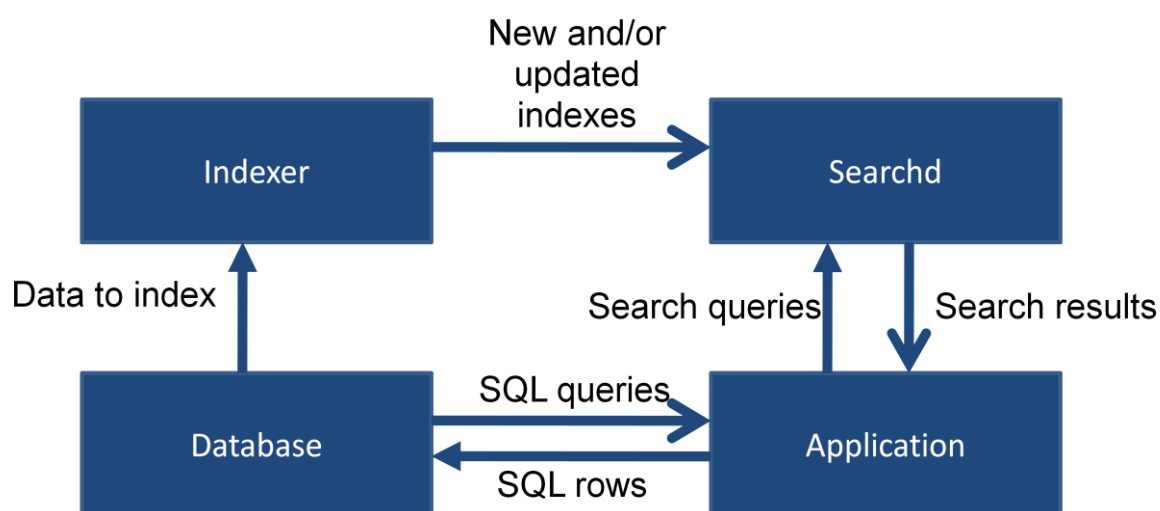 New and/or
updated
indexes
Indexer
Searchd
Data to index
Search queries
Search results
SQL queries
Database
Application
SQL rows